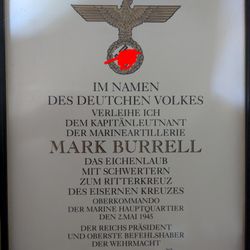 IM NAMEN
DES DEUTCHEN VOLKES
VERLEIHE ICH
DEM KAPITÄNLEUTNANT
DER MARINEARTILLERIE
MARK BURRELL
DAS EICHENLAUB
MIT SCHWERTERN
ZUM RITTERKREUZ
DES EISERNEN KREUZES
OBERKOMMANDO
DER MARINE HAUPTQUARTIER
DEN 2.MAI 1945
DER REICHS PRÄSIDENT
UND OBERSTE BEFEHLSHABER
DER WEHRMACHT